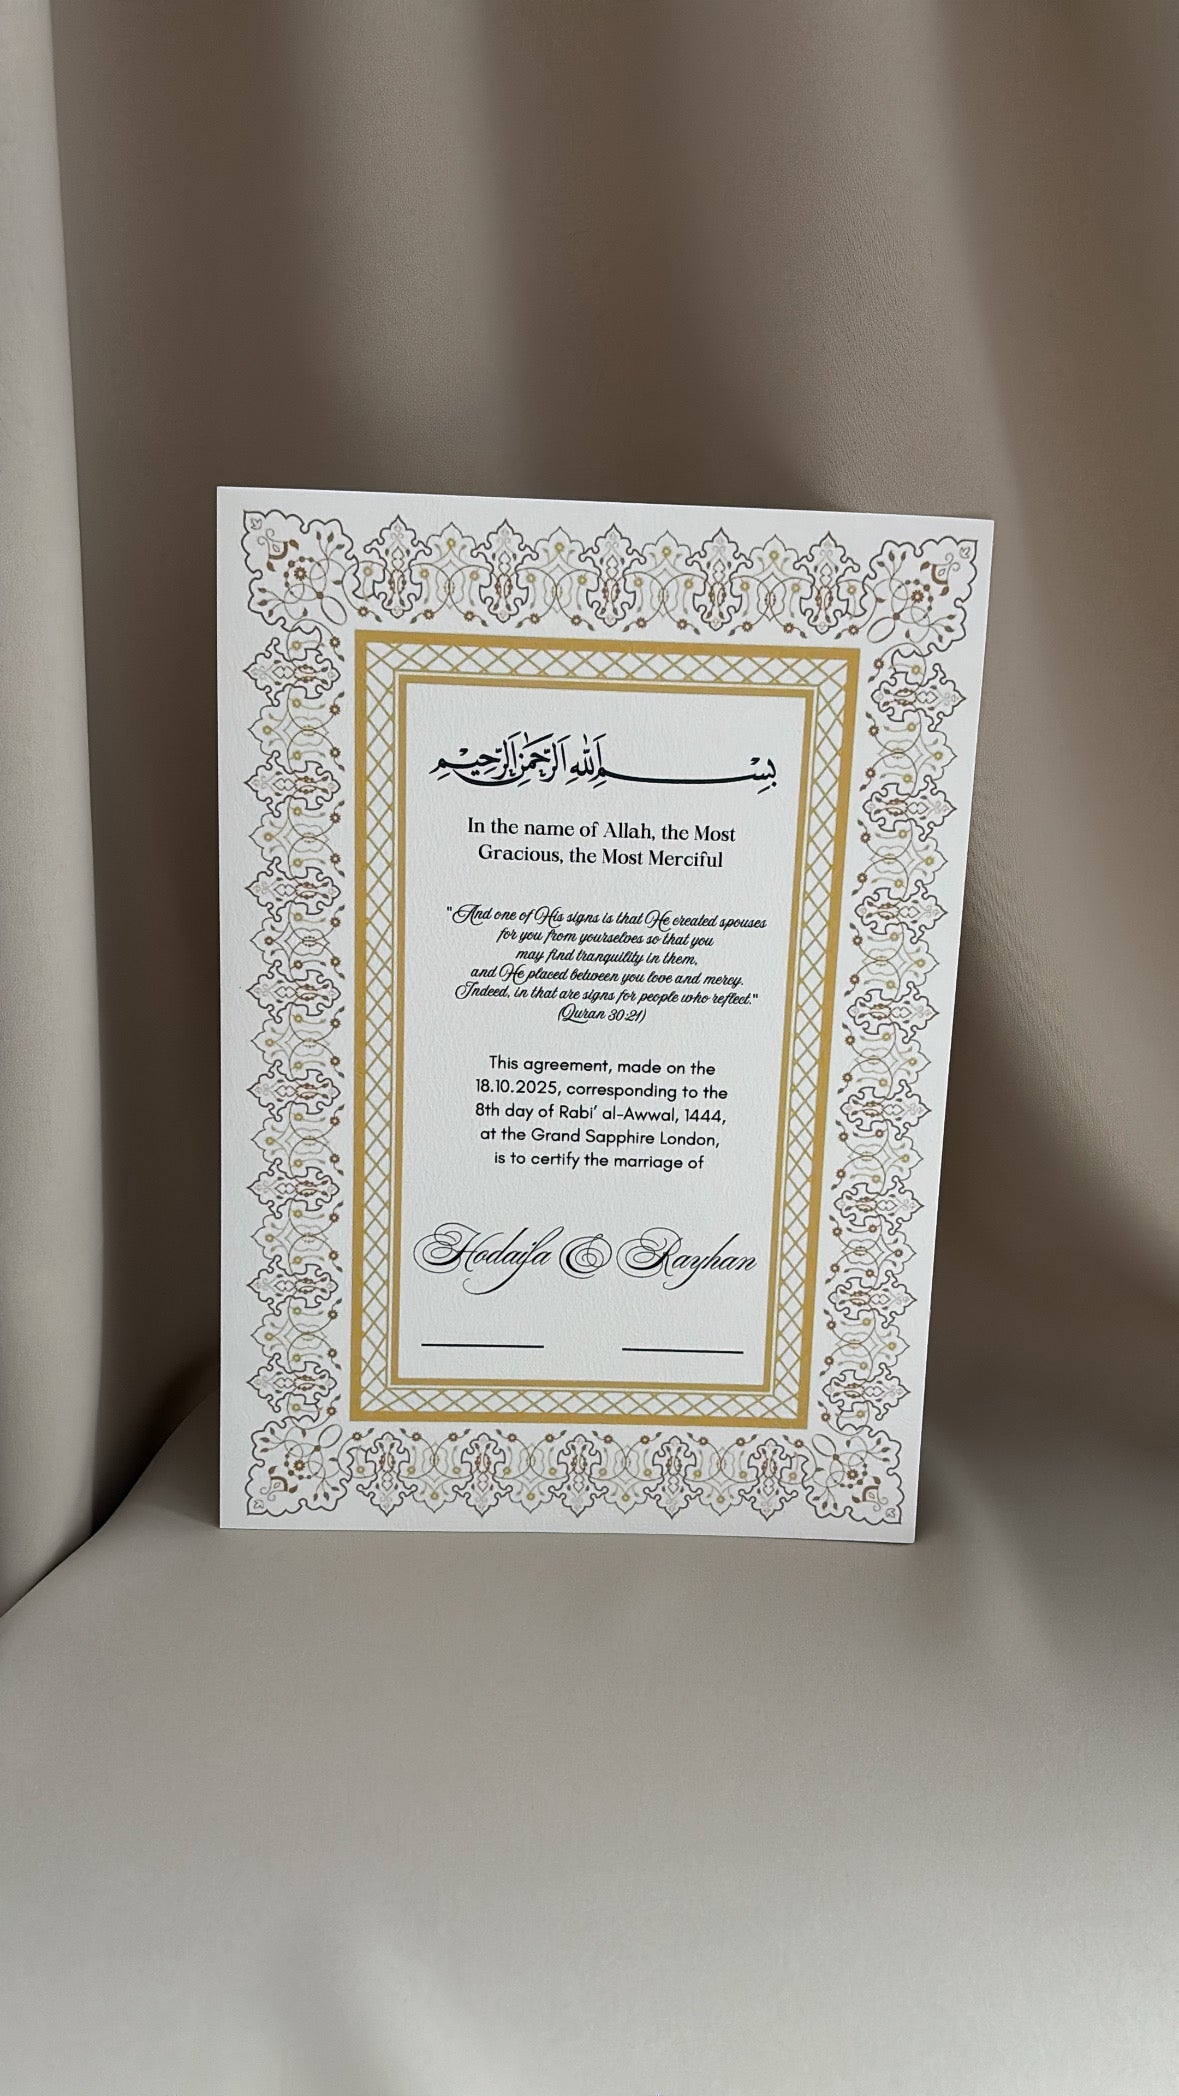 بِسْمِ اللّٰهِ الرَّحْمٰنِ الرَّحِيْمِ
In the name of Allah, the Most
Gracious, the Most Merciful
"And one of His signs is that He created spouses
for you from yourselves so that you
may find tranquility in them,
and He placed between you love and mercy.
Indeed, in that are signs for people who reflect."
(Quran 30:21)
This agreement, made on the
18.10.2025, corresponding to the
8th day of Rabi’ al-Awwal, 1444,
at the Grand Sapphire London,
is to certify the marriage of
Hodaifa & Rayhan